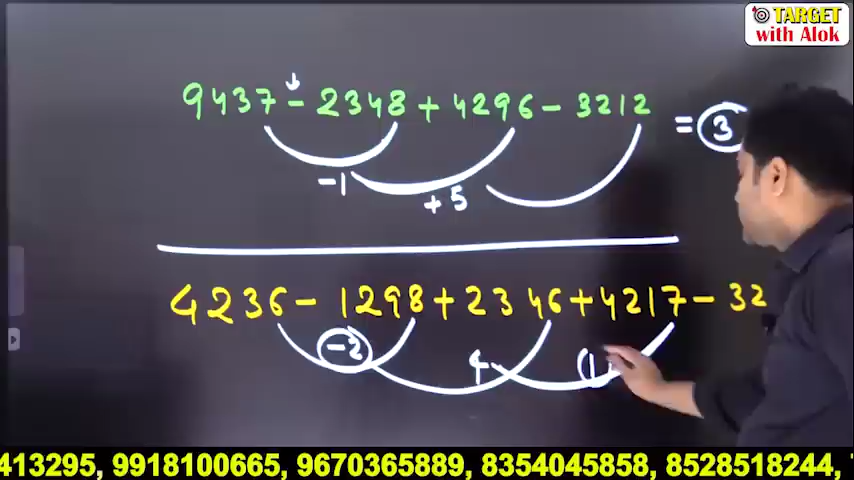 TARGET
with Alok
9437 - 2348 + 4296 - 3212 = 3
-1
+5
4236 - 1298 + 2346 + 4217 - 32
-2
4
(1
413295, 9918100665, 9670365889, 8354045858, 8528518244,